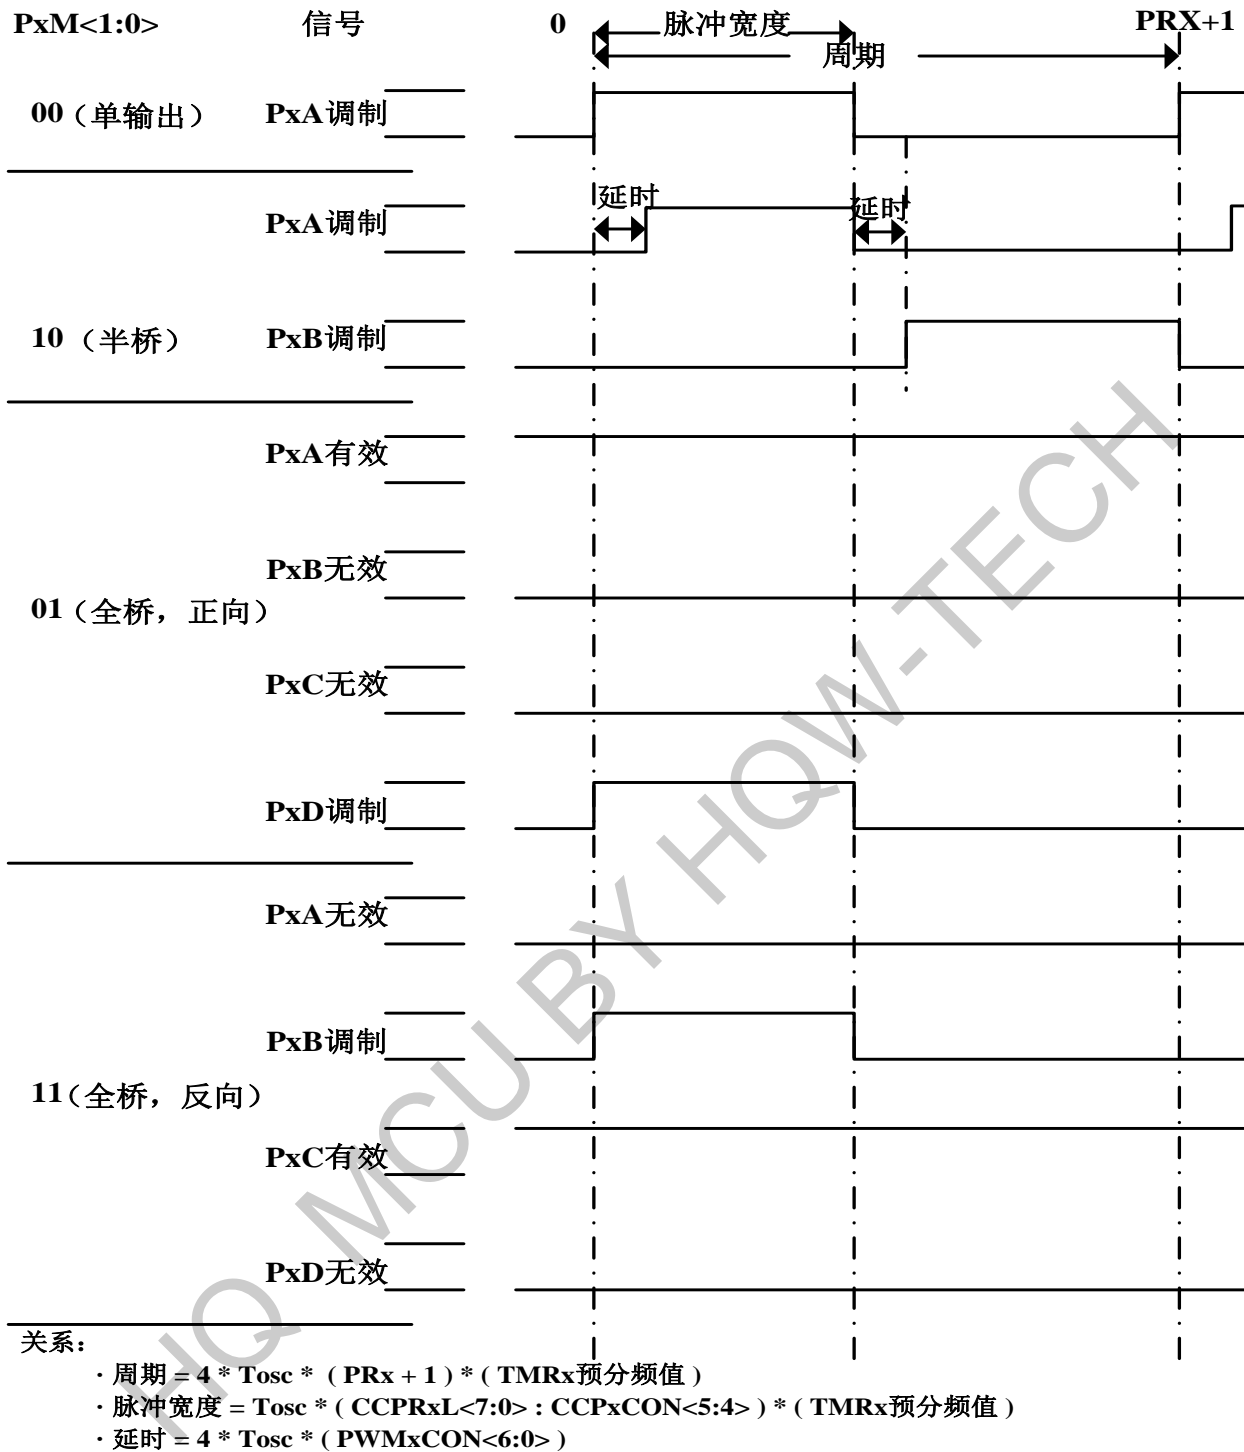 PxM<1:0> 信号 0 脉冲宽度 PRX+1
周期
00（单输出） PxA调制
延时 延时
PxA调制
10（半桥） PxB调制
PxA有效
PxB无效
01（全桥，正向）
PxC无效
PxD调制
PxA无效
PxB调制
11（全桥，反向）
PxC有效
PxD无效
关系：
· 周期 = 4 * Tosc * ( PRx + 1 ) * ( TMRx预分频值 )
· 脉冲宽度 = Tosc * ( CCPRxL<7:0> : CCPxCON<5:4> ) * ( TMRx预分频值 )
· 延时 = 4 * Tosc * ( PWMxCON<6:0> )
HQ MCU BY HQW-TECH